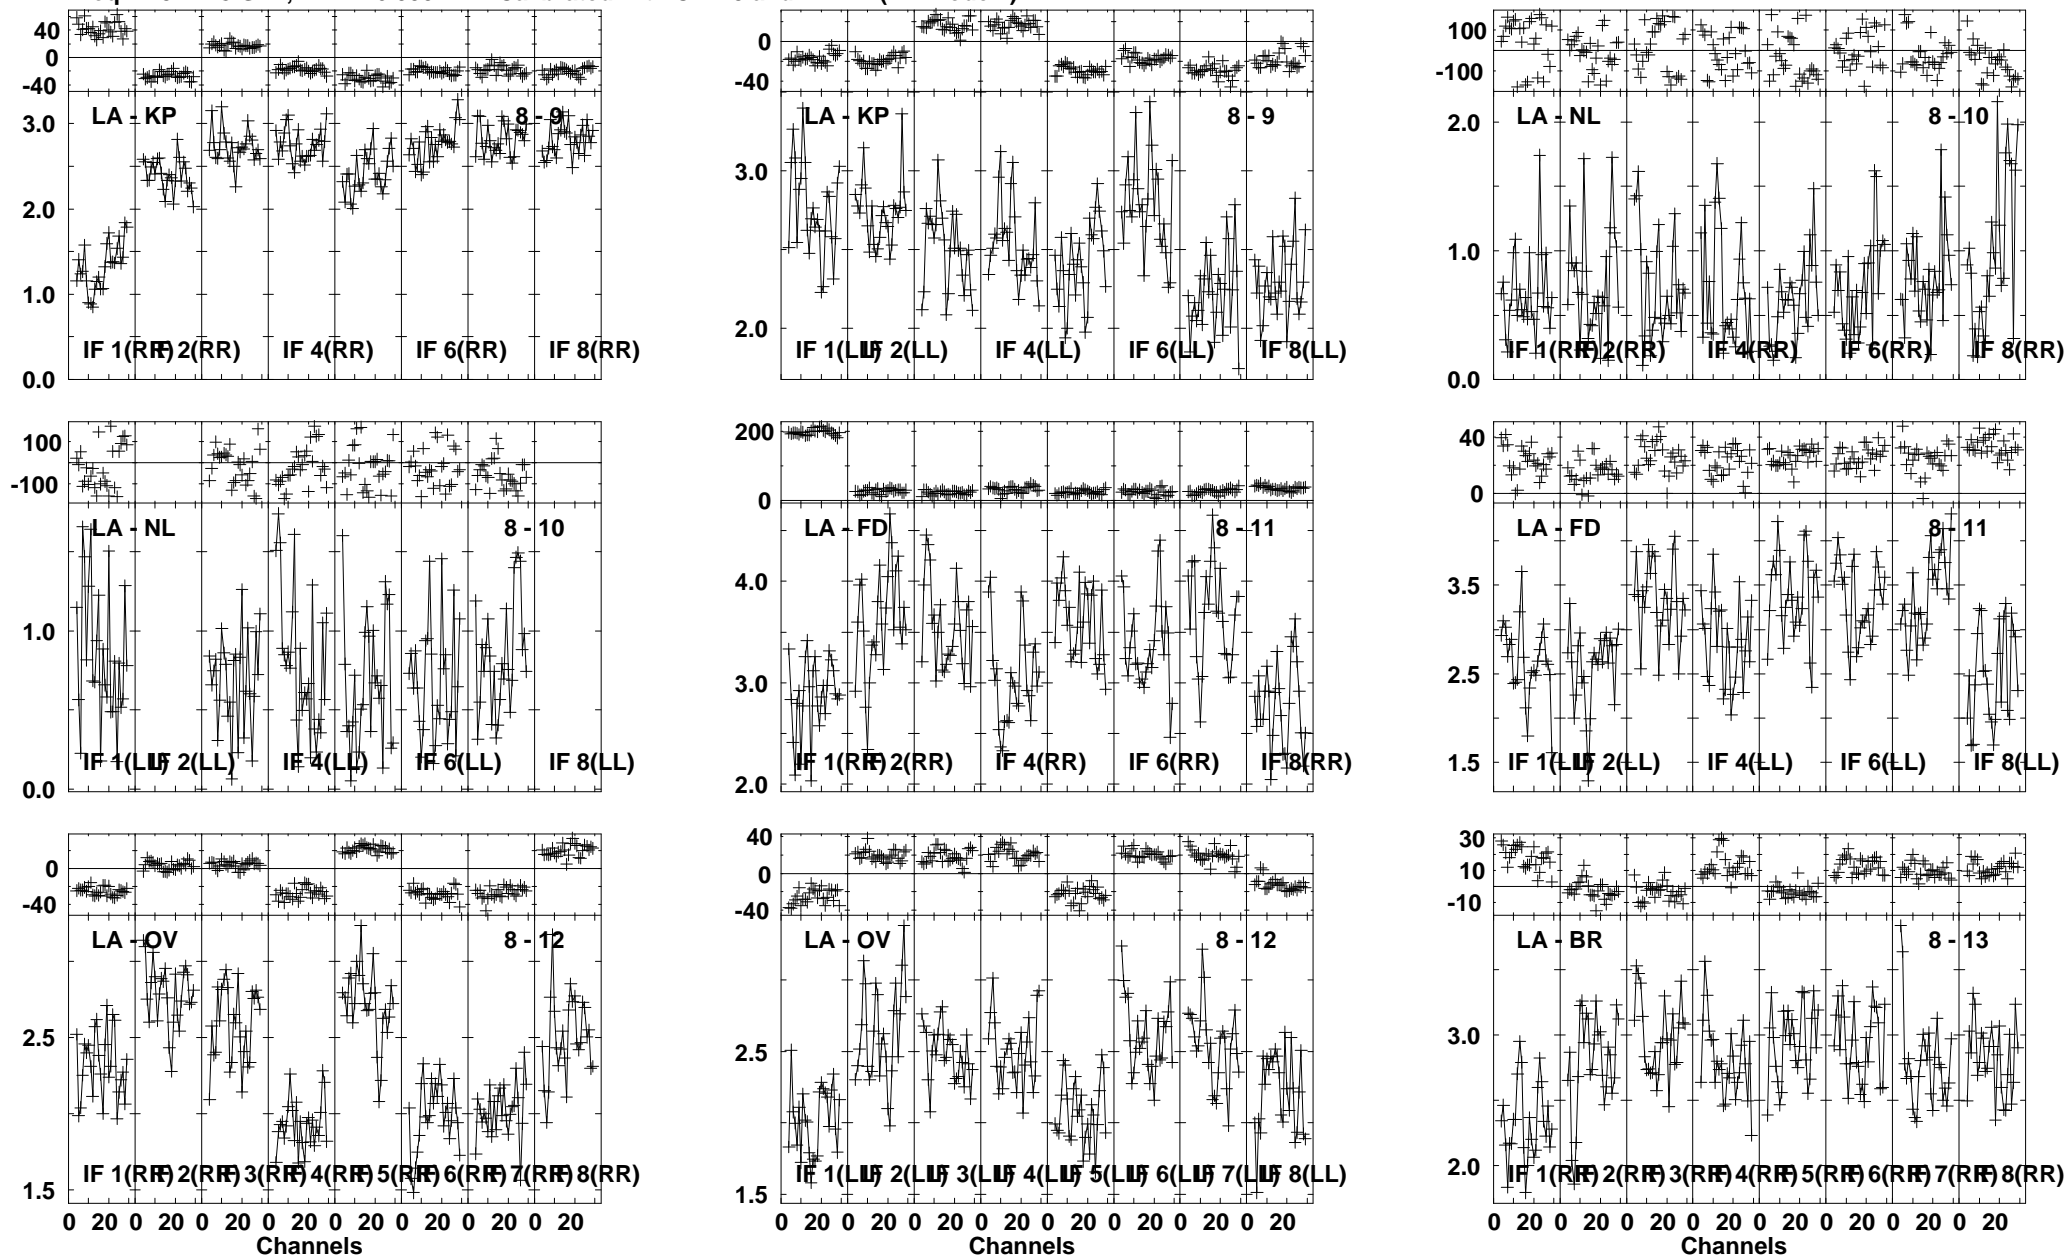 40
0
-40
3.0
2.0
1.0
0.0
LA - KP
8 - 9
IF 1(RR) IF 2(RR) IF 4(RR) IF 6(RR) IF 8(RR)
0
-40
3.0
2.0
LA - KP
8 - 9
IF 1(LL) IF 2(LL) IF 4(LL) IF 6(LL) IF 8(LL)
100
-100
2.0
1.0
0.0
LA - NL
8 - 10
IF 1(RR) IF 2(RR) IF 4(RR) IF 6(RR) IF 8(RR)
100
-100
1.0
0.0
LA - NL
8 - 10
IF 1(LL) IF 2(LL) IF 4(LL) IF 6(LL) IF 8(LL)
200
0
4.0
3.0
2.0
LA - FD
8 - 11
IF 1(RR) IF 2(RR) IF 4(RR) IF 6(RR) IF 8(RR)
40
0
3.5
2.5
1.5
LA - FD
8 - 11
IF 1(LL) IF 2(LL) IF 4(LL) IF 6(LL) IF 8(LL)
0
-40
2.5
1.5
LA - OV
8 - 12
IF 1(RR) IF 2(RR) IF 3(RR) IF 4(RR) IF 5(RR) IF 6(RR) IF 7(RR) IF 8(RR)
0 20 0 20 0 20 0 20 0 20 0 20 0 20 0 20
Channels
40
0
-40
2.5
1.5
LA - OV
8 - 12
IF 1(LL) IF 2(LL) IF 3(LL) IF 4(LL) IF 5(LL) IF 6(LL) IF 7(LL) IF 8(LL)
0 20 0 20 0 20 0 20 0 20 0 20 0 20 0 20
Channels
30
10
-10
3.0
2.0
LA - BR
8 - 13
IF 1(RR) IF 2(RR) IF 3(RR) IF 4(RR) IF 5(RR) IF 6(RR) IF 7(RR) IF 8(RR)
0 20 0 20 0 20 0 20 0 20 0 20 0 20 0 20
Channels